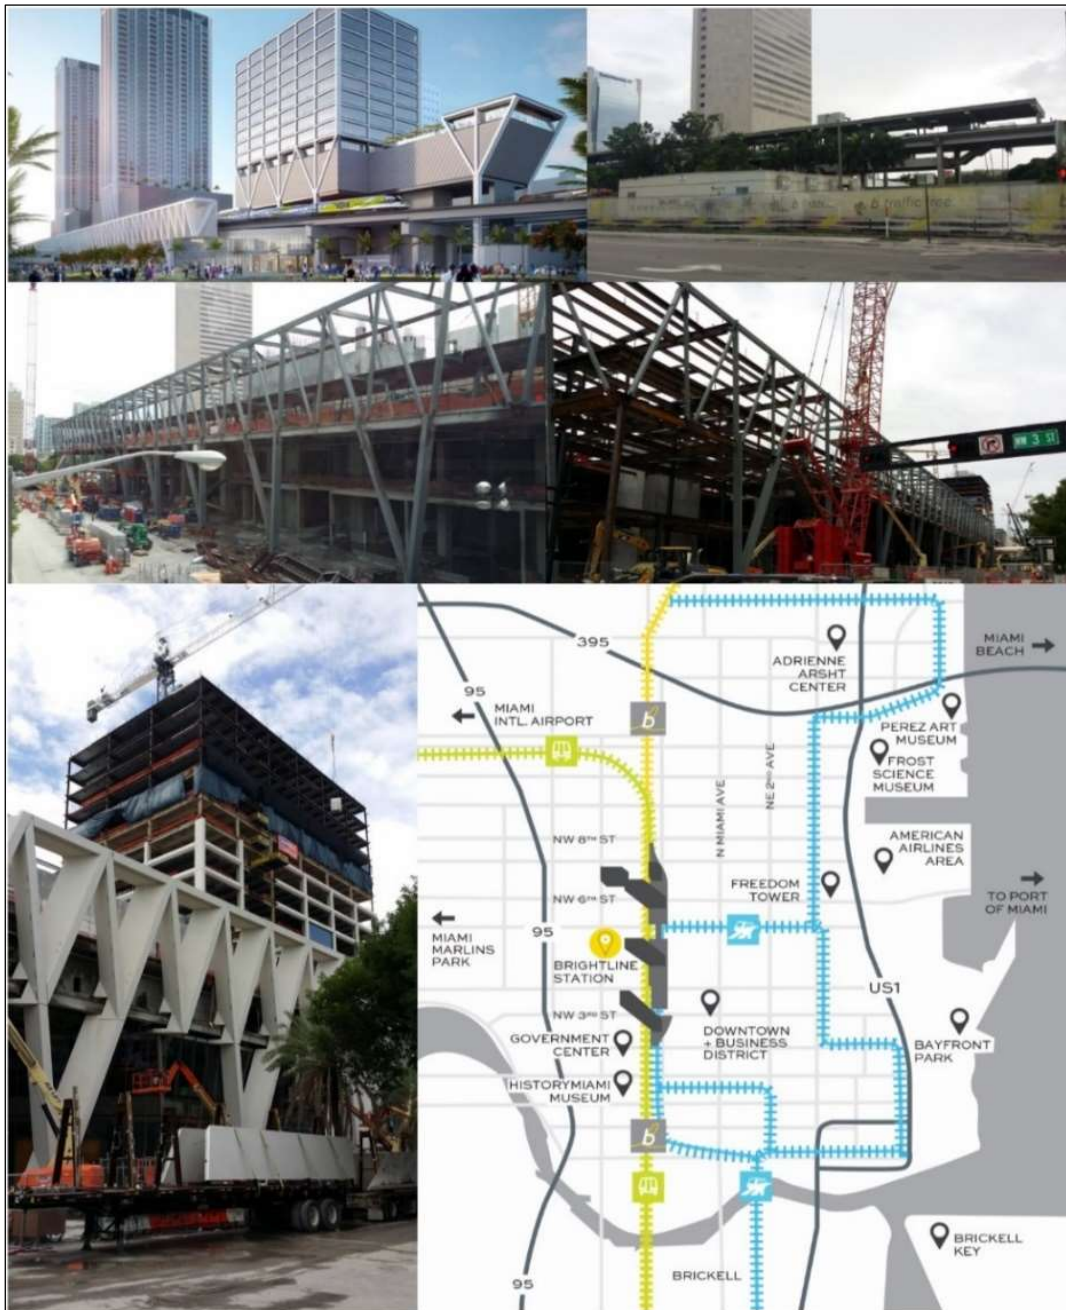 b traffic free
NW 3 ST
395
95
MIAMI
INTL. AIRPORT
b
ADRIENNE
ARSHT
CENTER
MIAMI
BEACH
PEREZ ART
MUSEUM
FROST
SCIENCE
MUSEUM
N MIAMI AVE
NE 2ND AVE
NW 8TH ST
AMERICAN
AIRLINES
AREA
NW 6TH ST
FREEDOM
TOWER
TO PORT
OF MIAMI
MIAMI
MARLINS
PARK
95
BRIGHTLINE
STATION
US1
NW 3RD ST
GOVERNMENT
CENTER
DOWNTOWN
+ BUSINESS
DISTRICT
BAYFRONT
PARK
HISTORYMIAMI
MUSEUM
b
BRICKELL
KEY
BRICKELL
95